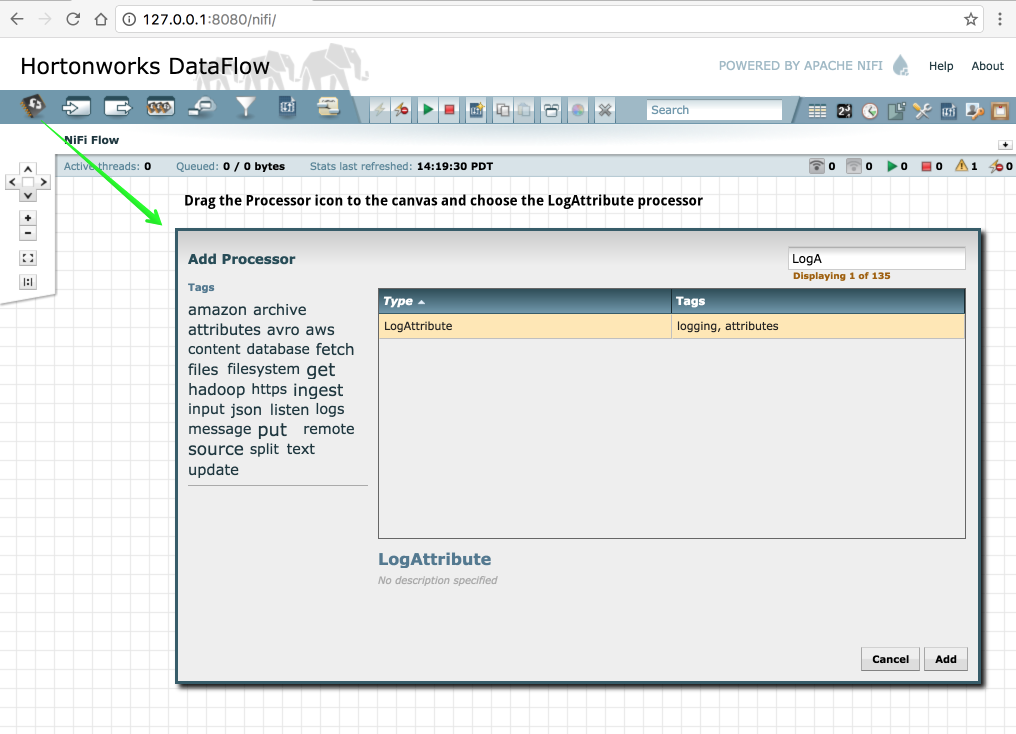 127.0.0.1:8080/nifi/
Hortonworks DataFlow
POWERED BY APACHE NIFI
Help
About
Search
NiFi Flow
Active threads: 0
Queued: 0 / 0 bytes
Stats last refreshed: 14:19:30 PDT
0
0
0
0
1
0
Drag the Processor icon to the canvas and choose the LogAttribute processor
Add Processor
LogA
Displaying 1 of 135
Tags
amazon archive
attributes avro aws
content database fetch
files filesystem get
hadoop https ingest
input json listen logs
message put remote
source split text
update
Type
Tags
LogAttribute
logging, attributes
LogAttribute
No description specified
Cancel
Add